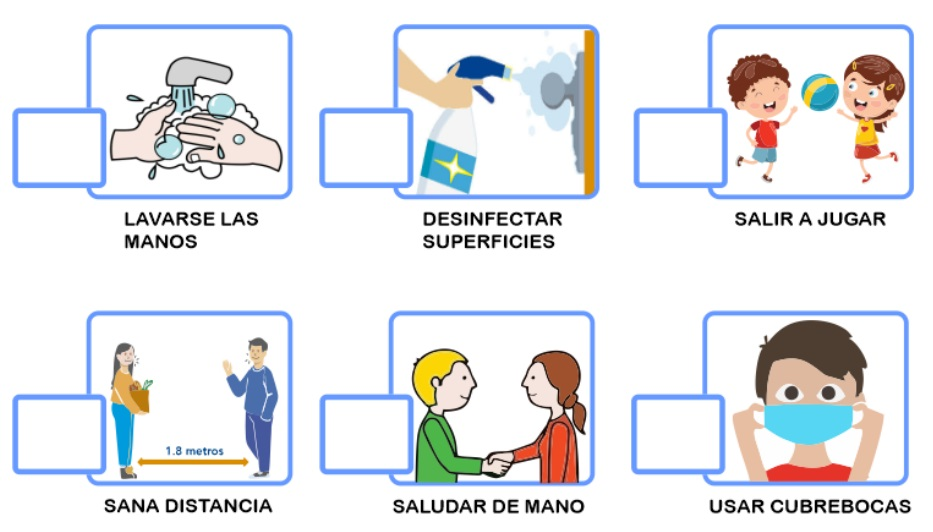 LAVARSE LAS
MANOS
DESINFECTAR
SUPERFICIES
SALIR A JUGAR
1.8 metros
SANA DISTANCIA
SALUDAR DE MANO
USAR CUBREBOCAS